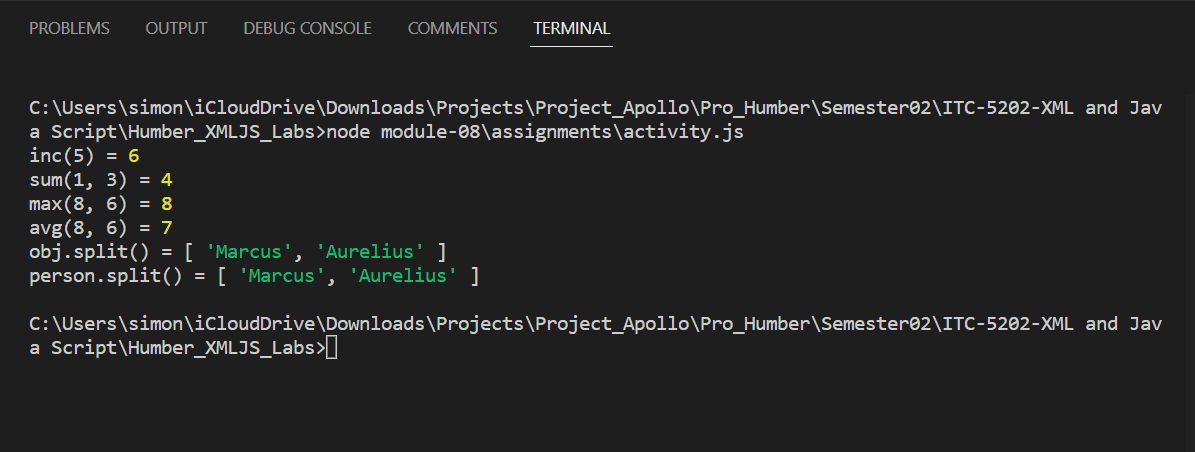 PROBLEMS OUTPUT DEBUG CONSOLE COMMENTS TERMINAL
C:\Users\simon\iCloudDrive\Downloads\Projects\Project_Apollo\Pro_Humber\Semester02\ITC-5202-XML and Jav
a Script\Humber_XMLJS_Labs>node module-08\assignments\activity.js
inc(5) = 6
sum(1, 3) = 4
max(8, 6) = 8
avg(8, 6) = 7
obj.split() = [ 'Marcus', 'Aurelius' ]
person.split() = [ 'Marcus', 'Aurelius' ]
C:\Users\simon\iCloudDrive\Downloads\Projects\Project_Apollo\Pro_Humber\Semester02\ITC-5202-XML and Jav
a Script\Humber_XMLJS_Labs>